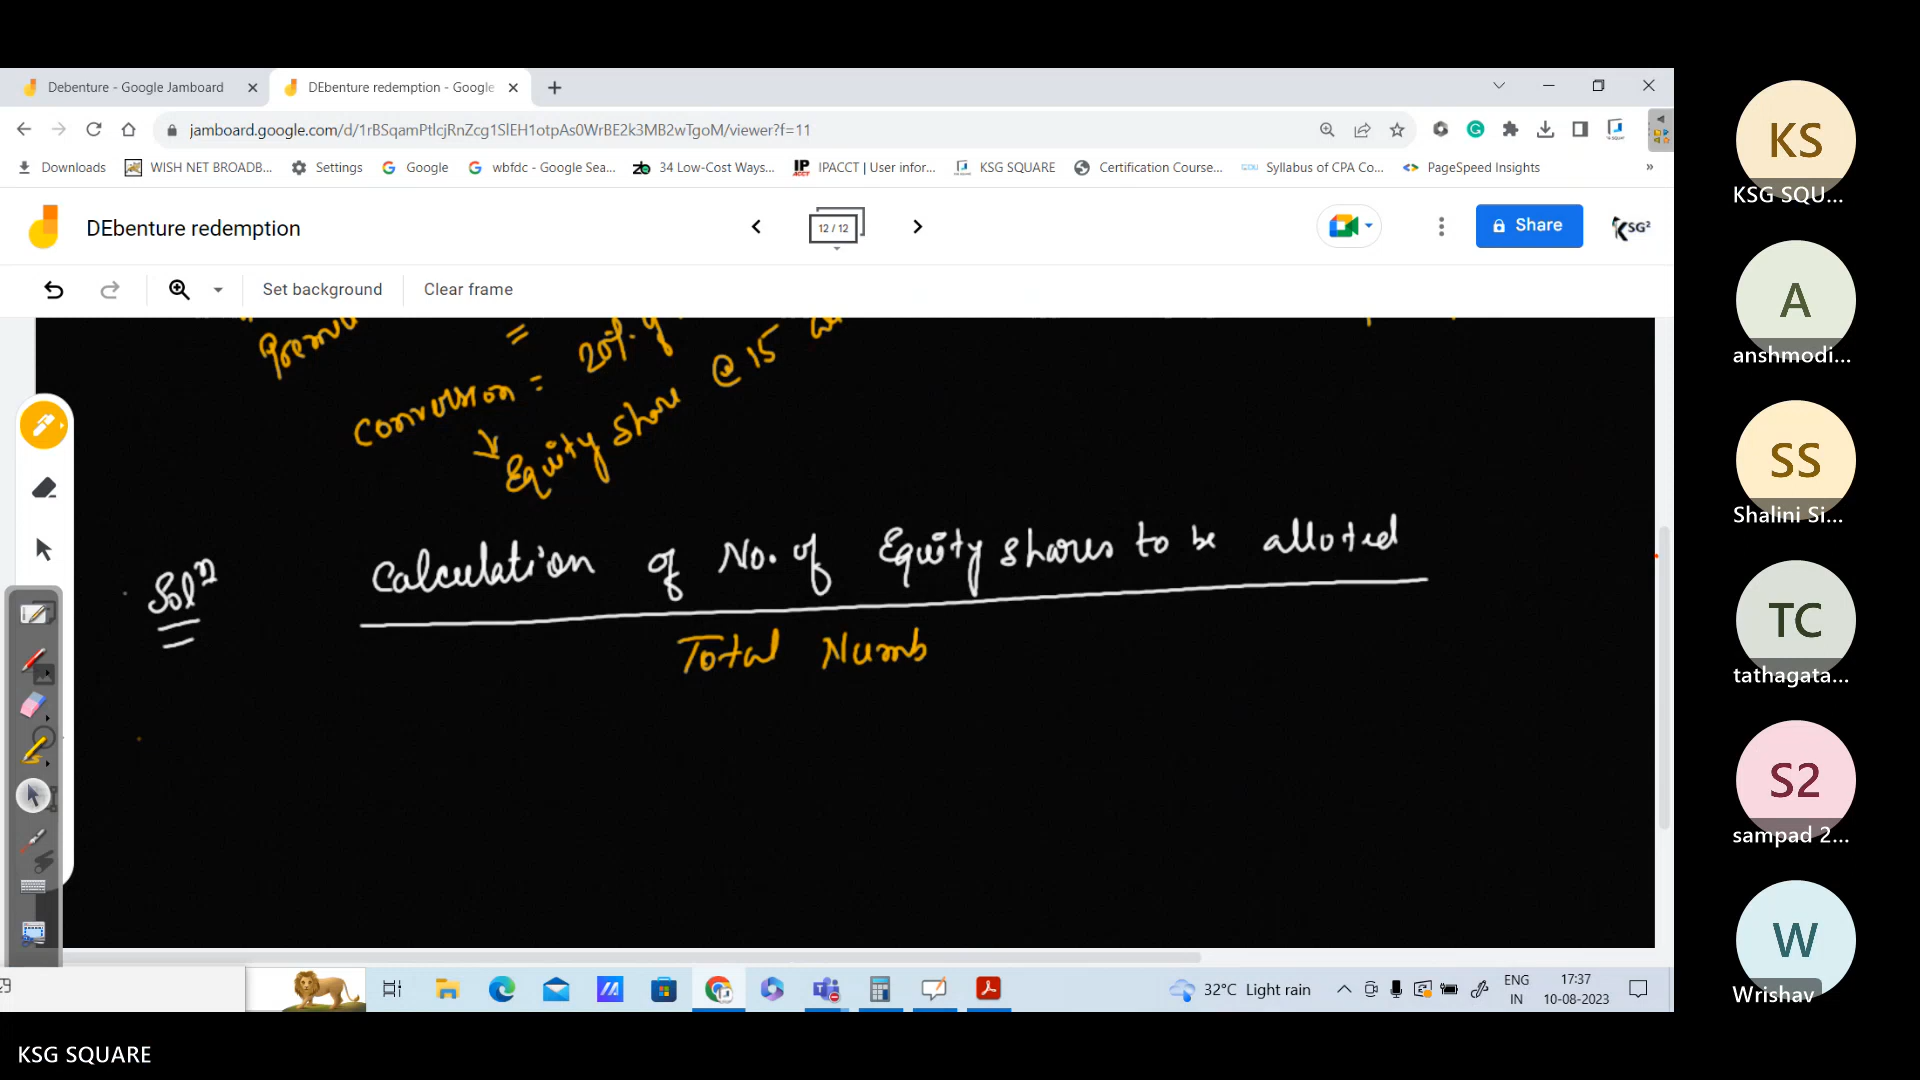 Debenture - Google Jamboard
DEbenture redemption - Google
jamboard.google.com/d/1rBSqamPtlcjRnZcg1SlEH1otpAs0WrBE2k3MB2wTgoM/viewer?f=11
Downloads WISH NET BROADB... Settings Google wbfdc - Google Sea... 34 Low-Cost Ways... IPACCT | User infor... KSG SQUARE Certification Course... Syllabus of CPA Co... PageSpeed Insights »
DEbenture redemption
12 / 12
Share
KSG²
Set background
Clear frame
=
Conversion = 20%
@ 15
Equity share
Solⁿ
Calculation of No. of Equity shares to be alloted
Total Numb
32°C Light rain
ENG
IN
17:37
10-08-2023
KS
KSG SQU...
A
anshmodi...
SS
Shalini Si...
TC
tathagata...
S2
sampad 2...
W
Wrishav
KSG SQUARE